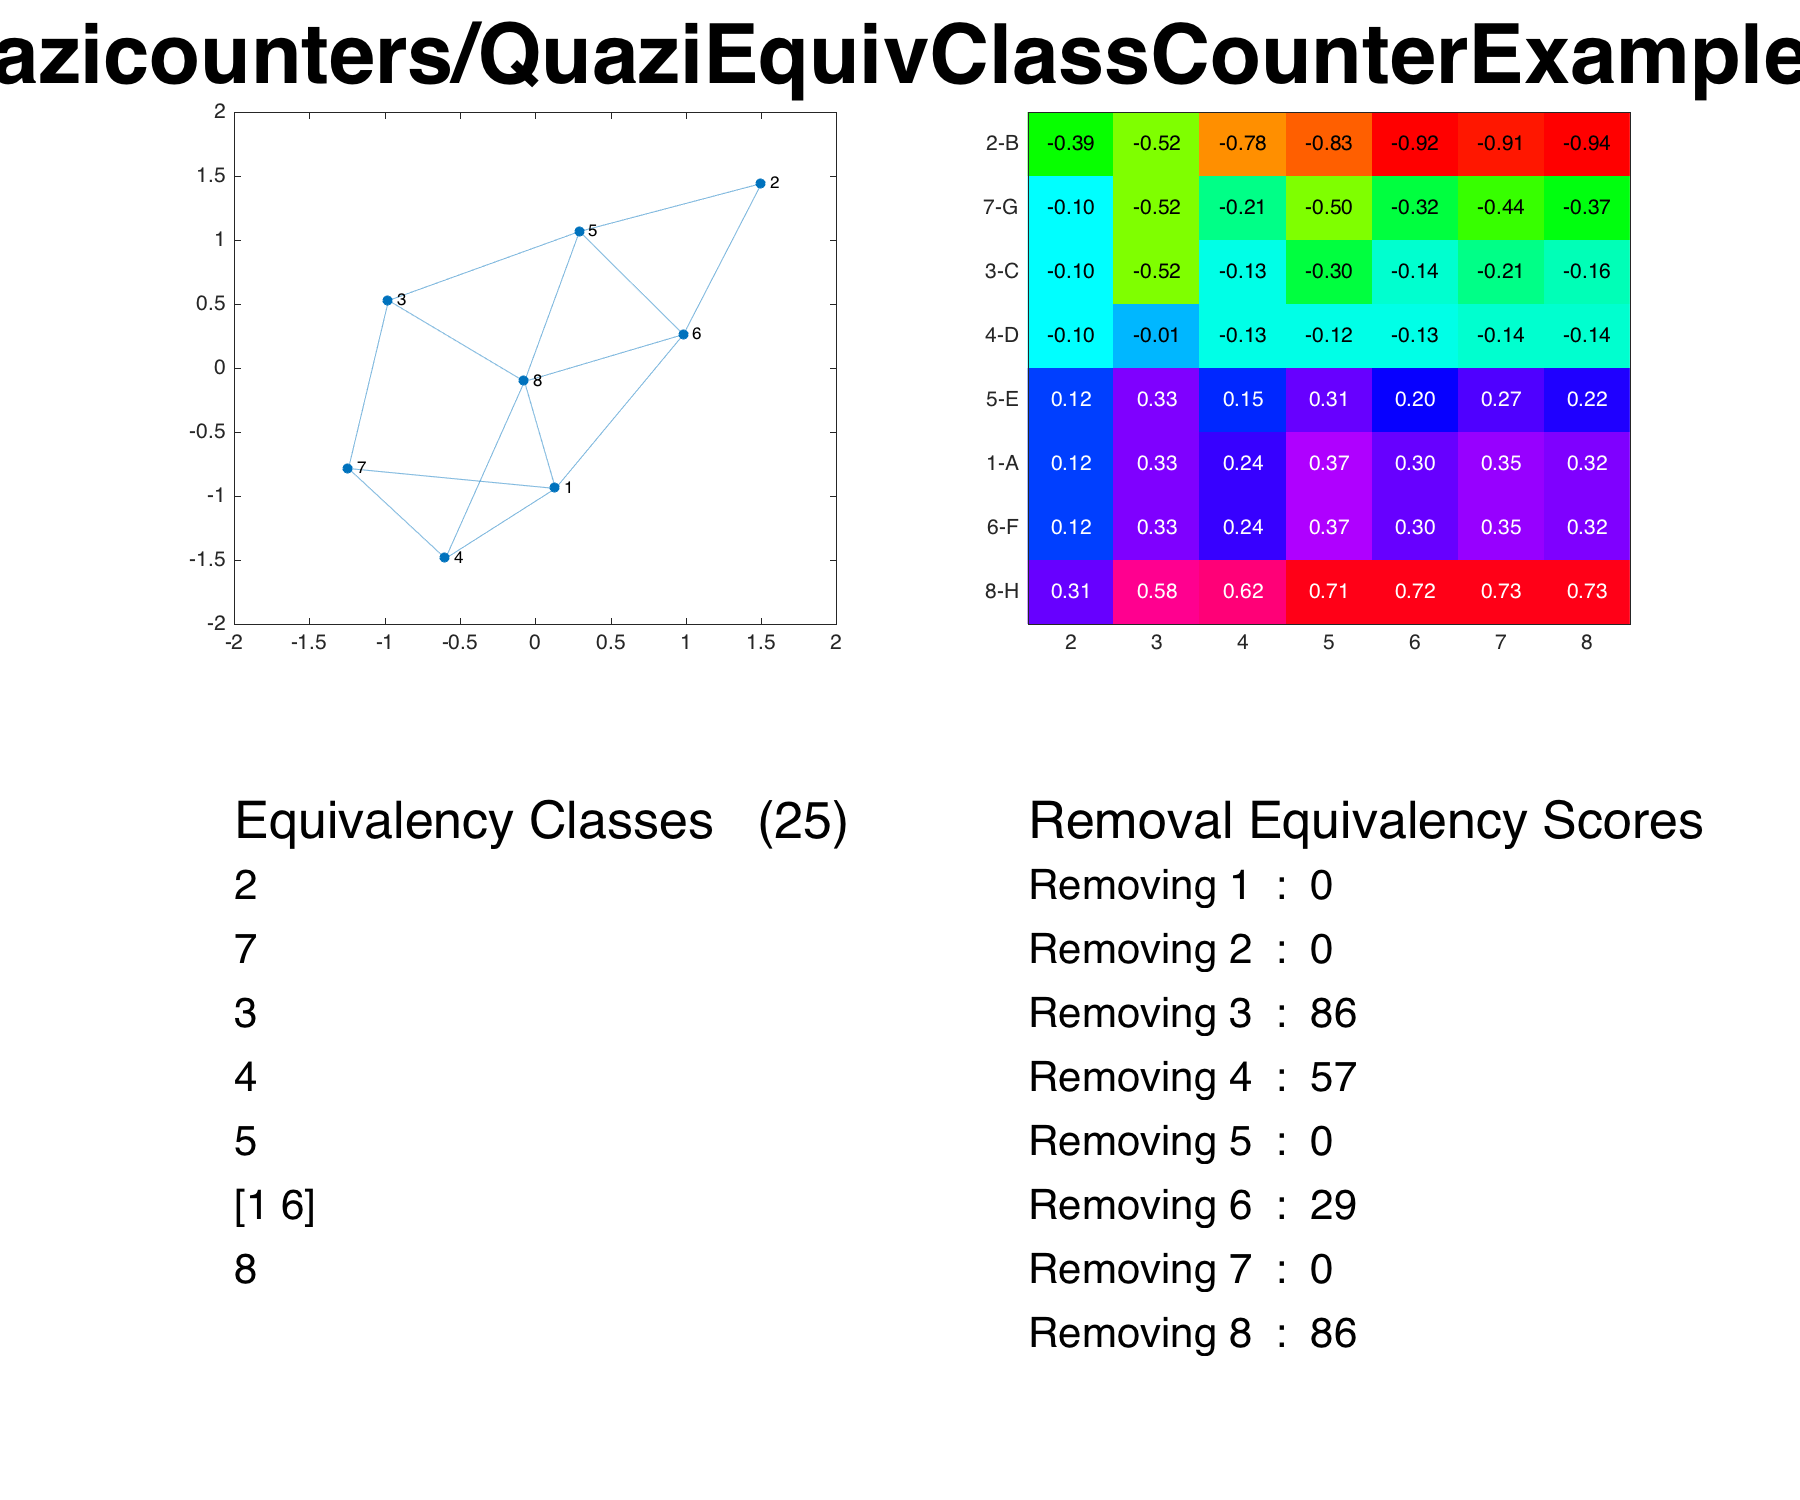 azicounters/QuaziEquivClassCounterExample
2
1.5
1
0.5
0
-0.5
-1
-1.5
-2
-2 -1.5 -1 -0.5 0 0.5 1 1.5 2
2
5
3
6
8
7
1
4
2-B -0.39 -0.52 -0.78 -0.83 -0.92 -0.91 -0.94
7-G -0.10 -0.52 -0.21 -0.50 -0.32 -0.44 -0.37
3-C -0.10 -0.52 -0.13 -0.30 -0.14 -0.21 -0.16
4-D -0.10 -0.01 -0.13 -0.12 -0.13 -0.14 -0.14
5-E 0.12 0.33 0.15 0.31 0.20 0.27 0.22
1-A 0.12 0.33 0.24 0.37 0.30 0.35 0.32
6-F 0.12 0.33 0.24 0.37 0.30 0.35 0.32
8-H 0.31 0.58 0.62 0.71 0.72 0.73 0.73
2 3 4 5 6 7 8
Equivalency Classes (25)
2
7
3
4
5
[1 6]
8
Removal Equivalency Scores
Removing 1 : 0
Removing 2 : 0
Removing 3 : 86
Removing 4 : 57
Removing 5 : 0
Removing 6 : 29
Removing 7 : 0
Removing 8 : 86